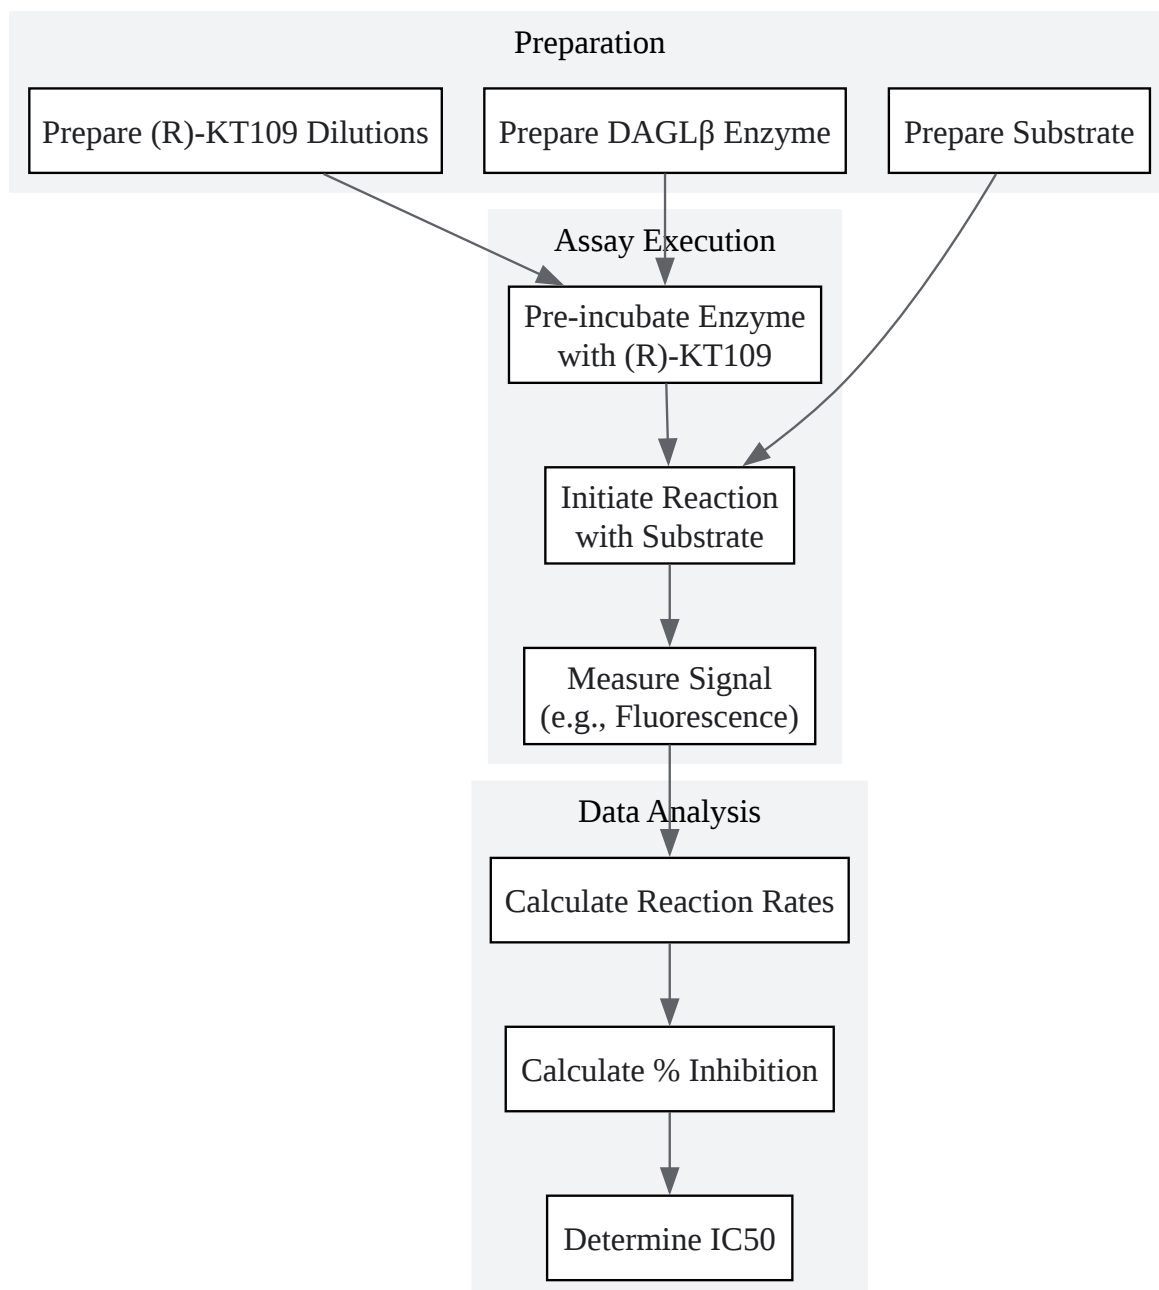 Preparation
Prepare (R)-KT109 Dilutions
Prepare DAGLβ Enzyme
Prepare Substrate
Assay Execution
Pre-incubate Enzyme
with (R)-KT109
Initiate Reaction
with Substrate
Measure Signal
(e.g., Fluorescence)
Data Analysis
Calculate Reaction Rates
Calculate % Inhibition
Determine IC50